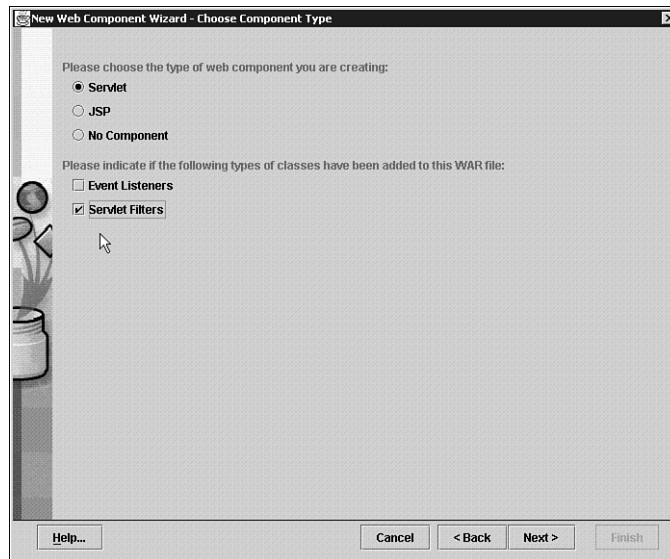 New Web Component Wizard - Choose Component Type
Please choose the type of web component you are creating:
Servlet
JSP
No Component
Please indicate if the following types of classes have been added to this WAR file:
Event Listeners
Servlet Filters
Help...
Cancel
< Back
Next >
Finish